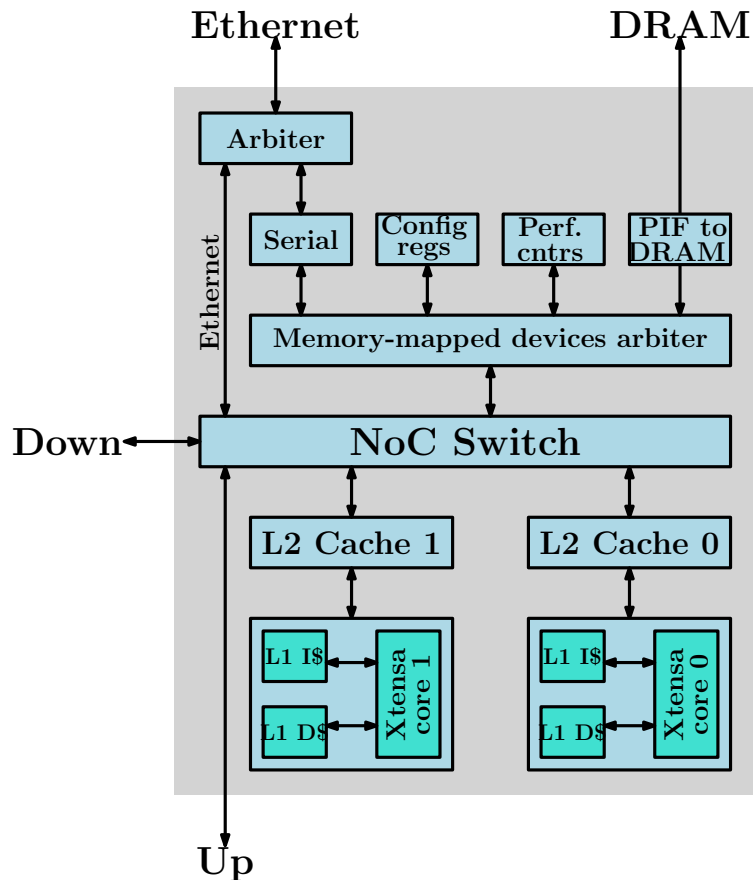 Ethernet
DRAM
Arbiter
Serial
Config
regs
Perf.
cntrs
PIF to
DRAM
Ethernet
Memory-mapped devices arbiter
Down
NoC Switch
L2 Cache 1
L2 Cache 0
L1 I$
L1 D$
Xtensa
core 1
L1 I$
L1 D$
Xtensa
core 0
Up